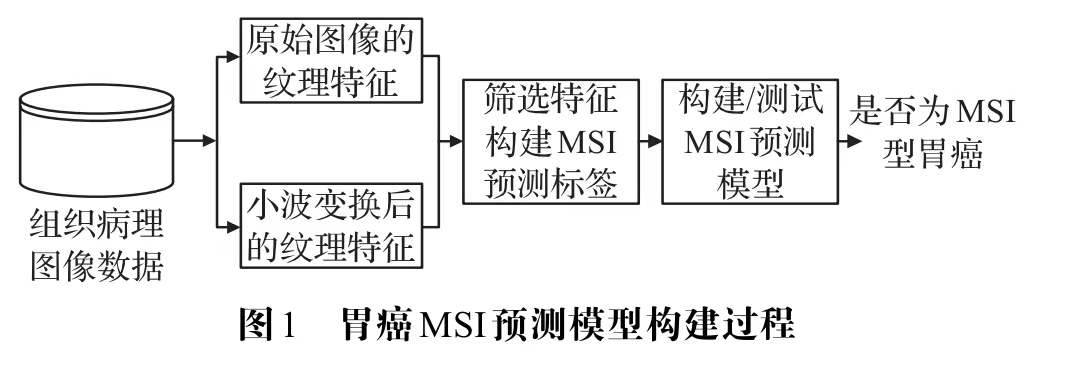 组织病理
图像数据
原始图像的
纹理特征
小波变换后
的纹理特征
筛选特征
构建MSI
预测标签
构建/测试
MSI预测
模型
是否为MSI
型胃癌
图1 胃癌MSI预测模型构建过程